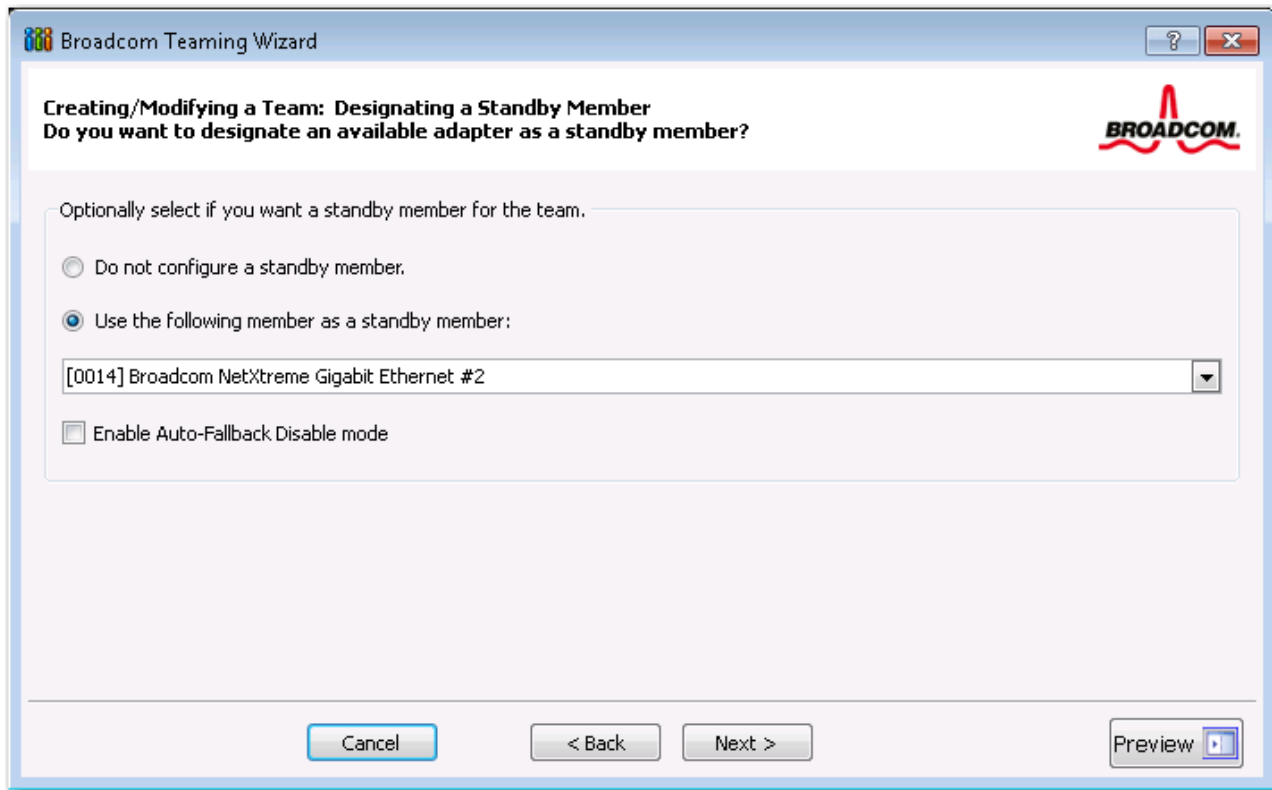 Broadcom Teaming Wizard
?
Creating/Modifying a Team: Designating a Standby Member
Do you want to designate an available adapter as a standby member?
BROADCOM.
Optionally select if you want a standby member for the team.
Do not configure a standby member.
Use the following member as a standby member:
[0014] Broadcom NetXtreme Gigabit Ethernet #2
Enable Auto-Fallback Disable mode
Cancel
< Back
Next >
Preview